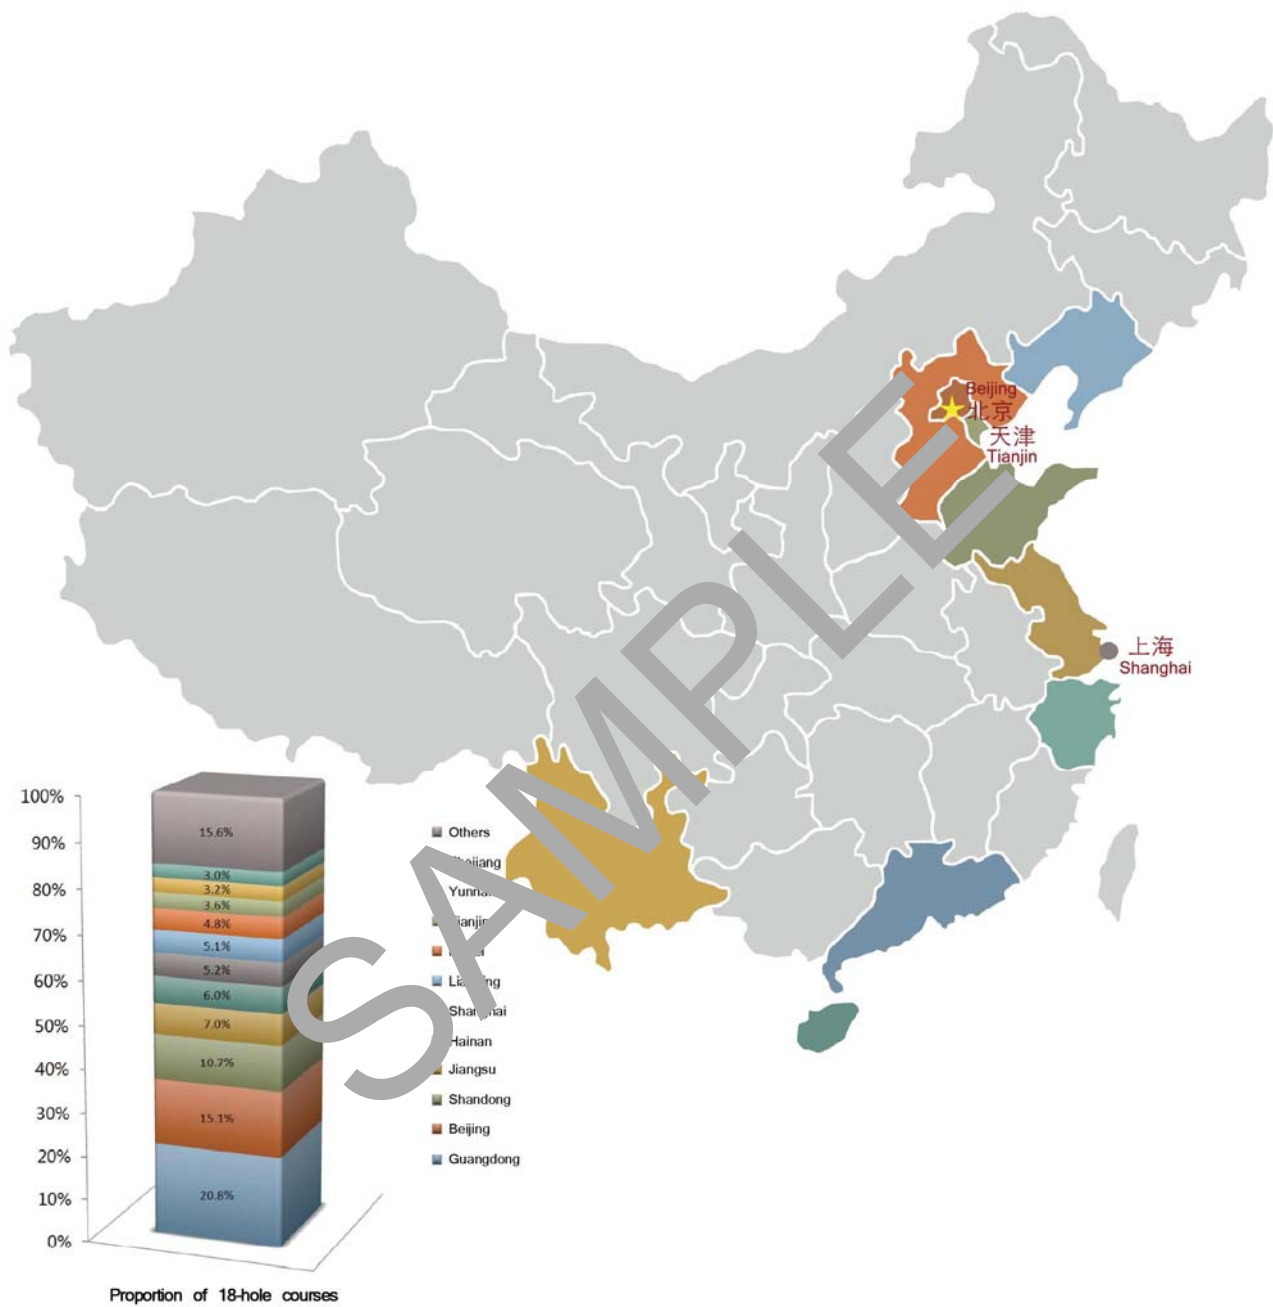 Beijing
北京
天津
Tianjin
上海
Shanghai
100%
90%
80%
70%
60%
50%
40%
30%
20%
10%
0%
15.6%
3.0%
3.2%
3.6%
4.8%
5.1%
5.2%
6.0%
7.0%
10.7%
15.1%
20.8%
Others
Shanghai
Hainan
Jiangsu
Shandong
Beijing
Guangdong
Proportion of 18-hole courses
SAMPLE